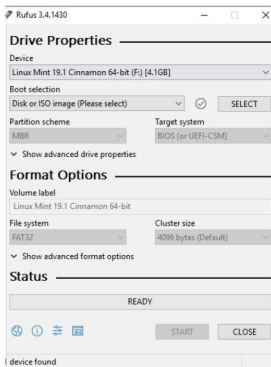 Rufus 3.4.1430
Drive Properties
Device
Linux Mint 19.1 Cinnamon 64-bit (F:) [4.1GB]
Boot selection
Disk or ISO image (Please select)
SELECT
Partition scheme
Target system
MBR
BIOS (or UEFI-CSM)
Show advanced drive properties
Format Options
Volume label
Linux Mint 19.1 Cinnamon 64-bit
File system
Cluster size
FAT32
4096 bytes (Default)
Show advanced format options
Status
READY
START
CLOSE
1 device found